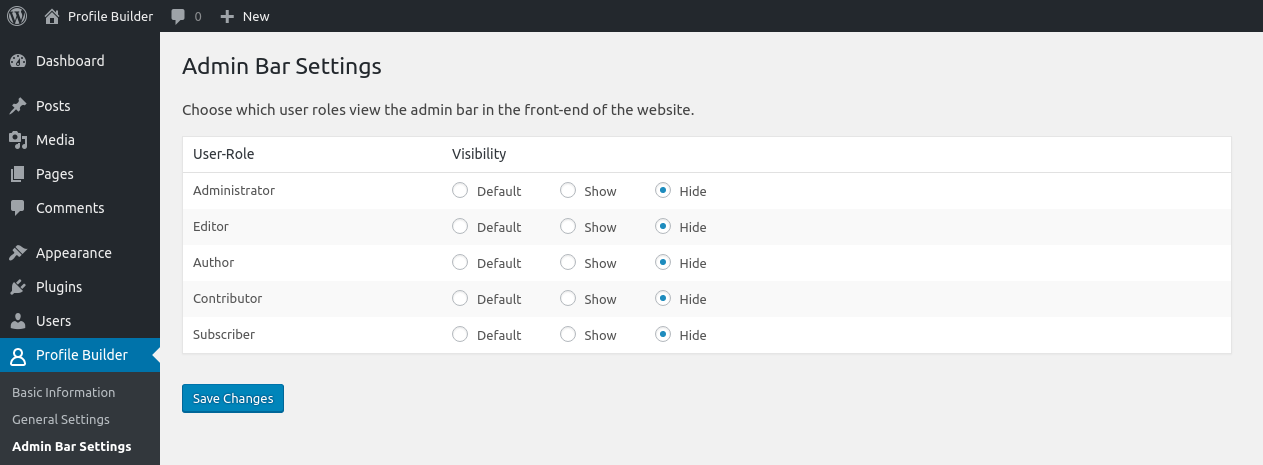 Profile Builder 0 New
Dashboard
Posts
Media
Pages
Comments
Appearance
Plugins
Users
Profile Builder
Basic Information
General Settings
Admin Bar Settings
Admin Bar Settings
Choose which user roles view the admin bar in the front-end of the website.
User-Role Visibility
Administrator Default Show Hide
Editor Default Show Hide
Author Default Show Hide
Contributor Default Show Hide
Subscriber Default Show Hide
Save Changes